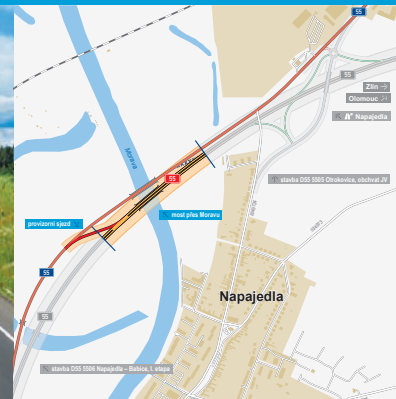 55
55
Zlín →
Olomouc
Napajedla
Morava
55
stavba D55 5505 Otrokovice, obchvat JV
most přes Moravu
provizorní sjezd
55
Napajedla
55
stavba D55 5506 Napajedla – Babice, I. etapa